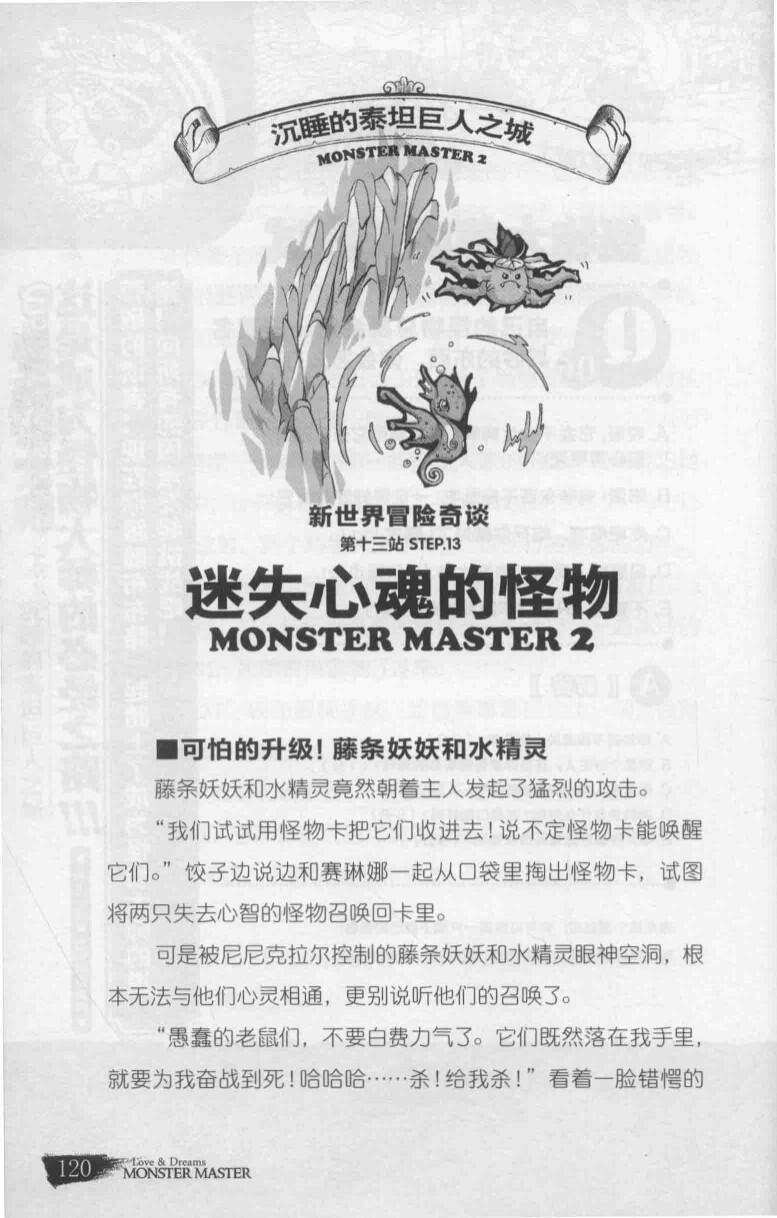 沉睡的泰坦巨人之城
MONSTER MASTER 2
新世界冒险奇谈
第十三站 STEP.13
迷失心魂的怪物
MONSTER MASTER 2
■可怕的升级！藤条妖妖和水精灵
藤条妖妖和水精灵竟然朝着主人发起了猛烈的攻击。
“我们试试用怪物卡把它们收进去！说不定怪物卡能唤醒
它们。”饺子边说边和赛琳娜一起从口袋里掏出怪物卡，试图
将两只失去心智的怪物召唤回卡里。
可是被尼尼克拉尔控制的藤条妖妖和水精灵眼神空洞，根
本无法与他们心灵相通，更别说听他们的召唤了。
“愚蠢的老鼠们，不要白费力气了。它们既然落在我手里，
就要为我奋战到死！哈哈哈……杀！给我杀！”看着一脸错愕的
120
Love & Dreams
MONSTER MASTER